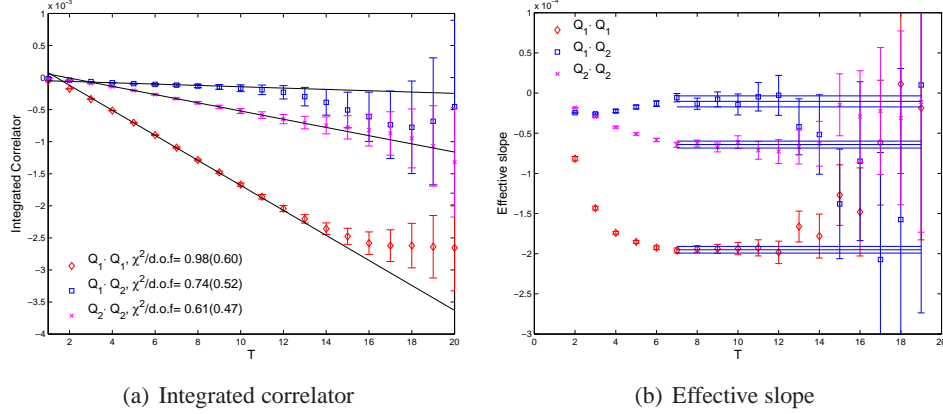 x 10⁻³
1
0.5
0
−0.5
−1
−1.5
−2
−2.5
−3
−3.5
−4
Integrated Correlator
Q₁· Q₁, χ²/d.o.f= 0.98(0.60)
Q₁· Q₂, χ²/d.o.f= 0.74(0.52)
Q₂· Q₂, χ²/d.o.f= 0.61(0.47)
2 4 6 8 10 12 14 16 18 20
T
(a) Integrated correlator
x 10⁻⁴
1
0.5
0
−0.5
−1
−1.5
−2
−2.5
−3
Effective slope
Q₁ · Q₁
Q₁ · Q₂
Q₂ · Q₂
0 2 4 6 8 10 12 14 16 18 20
T
(b) Effective slope